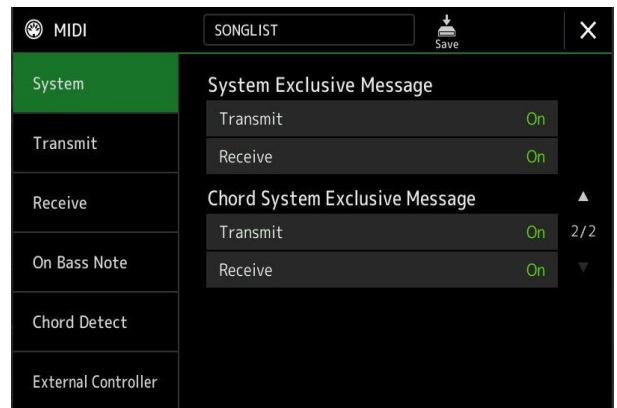 MIDI
SONGLIST
Save
System
Transmit
Receive
On Bass Note
Chord Detect
External Controller
System Exclusive Message
Transmit On
Receive On
Chord System Exclusive Message
Transmit On
Receive On
2/2